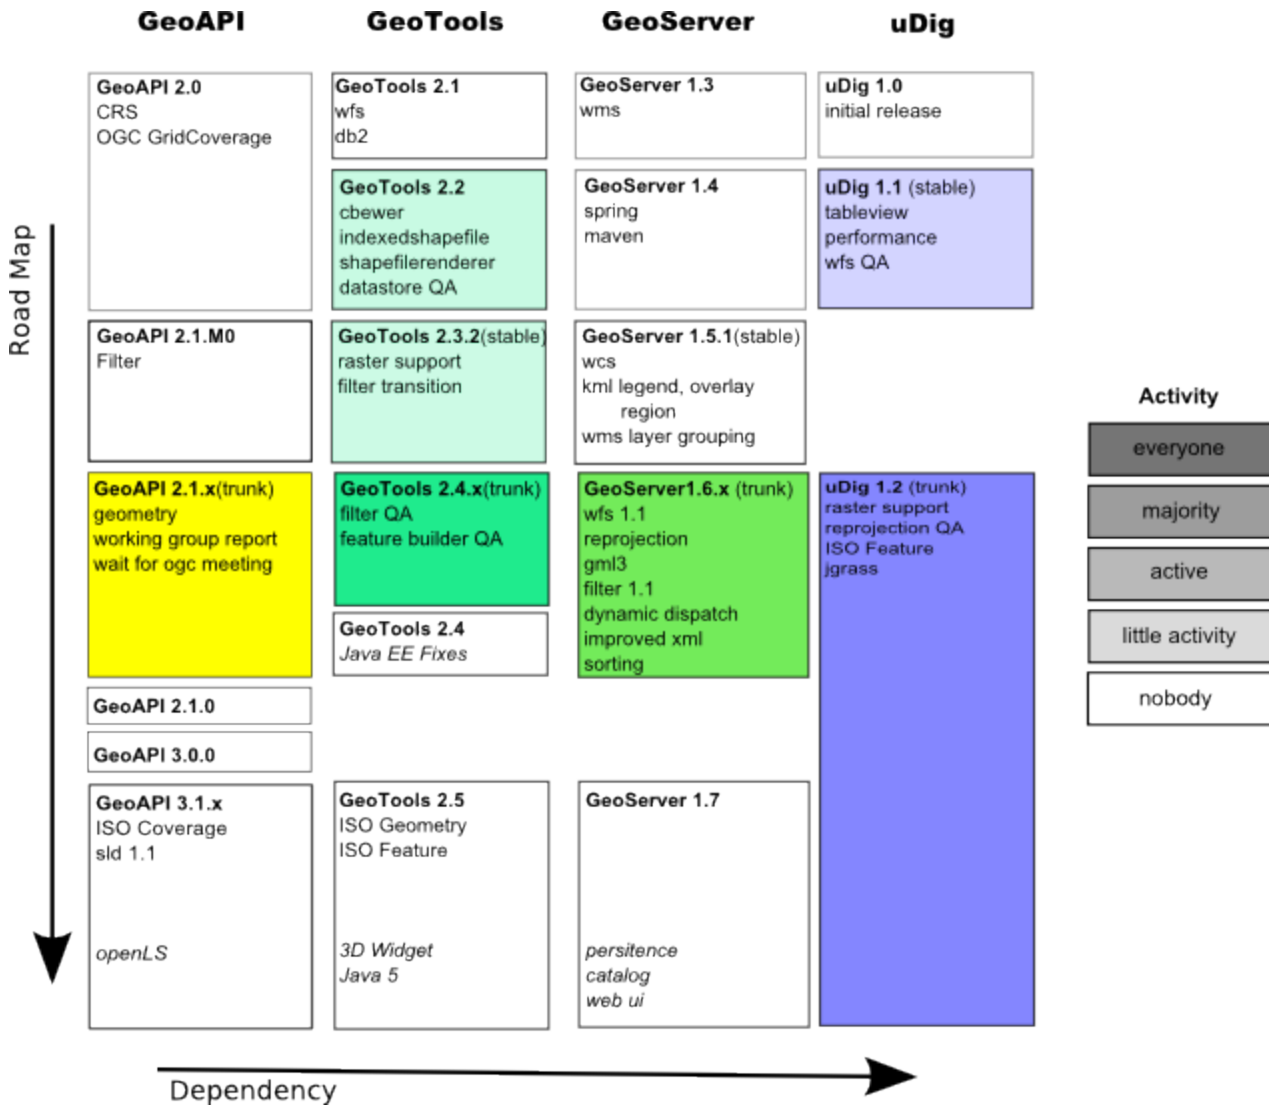 GeoAPI
GeoTools
GeoServer
uDig
Road Map
GeoAPI 2.0
CRS
OGC GridCoverage
GeoTools 2.1
wfs
db2
GeoServer 1.3
wms
uDig 1.0
initial release
GeoTools 2.2
cbewer
indexedshapefile
shapefilerenderer
datastore QA
GeoServer 1.4
spring
maven
uDig 1.1 (stable)
tableview
performance
wfs QA
GeoAPI 2.1.M0
Filter
GeoTools 2.3.2(stable)
raster support
filter transition
GeoServer 1.5.1(stable)
wcs
kml legend, overlay
region
wms layer grouping
GeoAPI 2.1.x(trunk)
geometry
working group report
wait for ogc meeting
GeoTools 2.4.x(trunk)
filter QA
feature builder QA
GeoServer1.6.x (trunk)
wfs 1.1
reprojection
gml3
filter 1.1
dynamic dispatch
improved xml
sorting
uDig 1.2 (trunk)
raster support
reprojection QA
ISO Feature
jgrass
GeoTools 2.4
Java EE Fixes
GeoAPI 2.1.0
GeoAPI 3.0.0
GeoAPI 3.1.x
ISO Coverage
sld 1.1
openLS
GeoTools 2.5
ISO Geometry
ISO Feature
3D Widget
Java 5
GeoServer 1.7
persitence
catalog
web ui
Activity
everyone
majority
active
little activity
nobody
Dependency